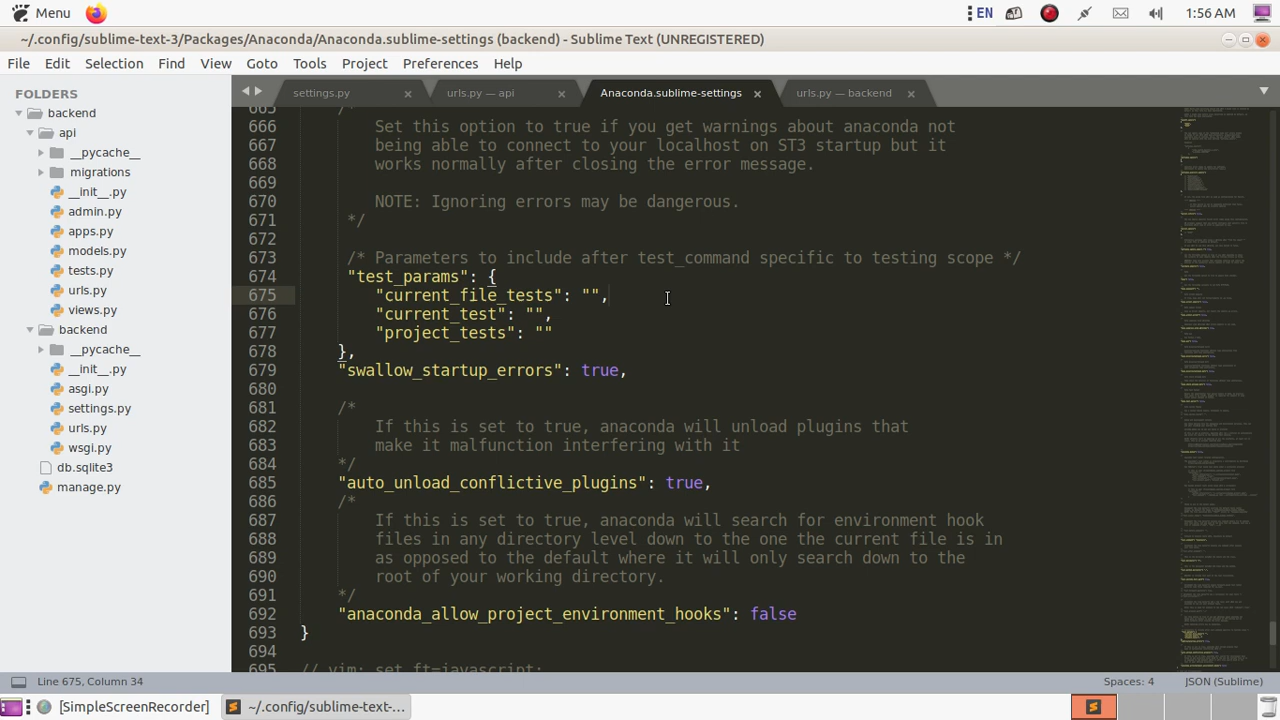 Menu
EN
1:56 AM
~/.config/sublime-text-3/Packages/Anaconda/Anaconda.sublime-settings (backend) - Sublime Text (UNREGISTERED)
File Edit Selection Find View Goto Tools Project Preferences Help
FOLDERS
backend
api
__pycache__
migrations
__init__.py
admin.py
apps.py
models.py
tests.py
urls.py
views.py
backend
__pycache__
__init__.py
asgi.py
settings.py
urls.py
wsgi.py
db.sqlite3
manage.py
settings.py × urls.py — api × Anaconda.sublime-settings × urls.py — backend ×
665 /*
666 Set this option to true if you get warnings about anaconda not
667 being able to connect to your localhost on ST3 startup but it
668 works normally after closing the error message.
669
670 NOTE: Ignoring errors may be dangerous.
671 */
672
673 /* Parameters to include after test_command specific to testing scope */
674 "test_params": {
675 "current_file_tests": "",
676 "current_test": "",
677 "project_tests": ""
678 },
679 "swallow_startup_errors": true,
680
681 /*
682 If this is set to true, anaconda will unload plugins that
683 make it malfunction interfering with it
684 */
685 "auto_unload_conflictive_plugins": true,
686 /*
687 If this is set to true, anaconda will search for environment hook
688 files in any directory level down to the one the current file is in
689 as opposed to the default where it will only search down to the
690 root of your working directory.
691 */
692 "anaconda_allow_project_environment_hooks": false
693 }
694
695 // vim: set ft=javascript:
Line 675, Column 34
Spaces: 4
JSON (Sublime)
[SimpleScreenRecorder]
~/.config/sublime-text-...